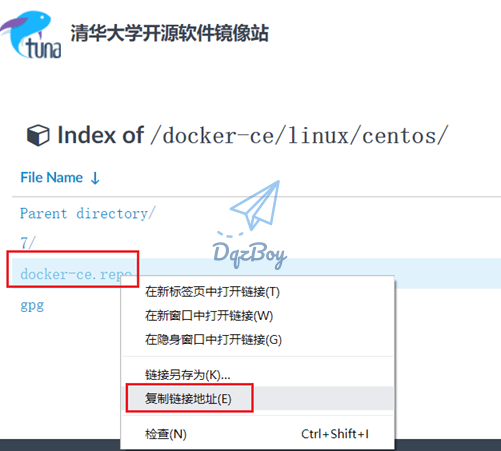 tuna
清华大学开源软件镜像站
Index of /docker-ce/linux/centos/
File Name ↓
Parent directory/
7/
docker-ce.repo
gpg
DqzBoy
在新标签页中打开链接(T)
在新窗口中打开链接(W)
在隐身窗口中打开链接(G)
链接另存为(K)...
复制链接地址(E)
检查(N) Ctrl+Shift+I